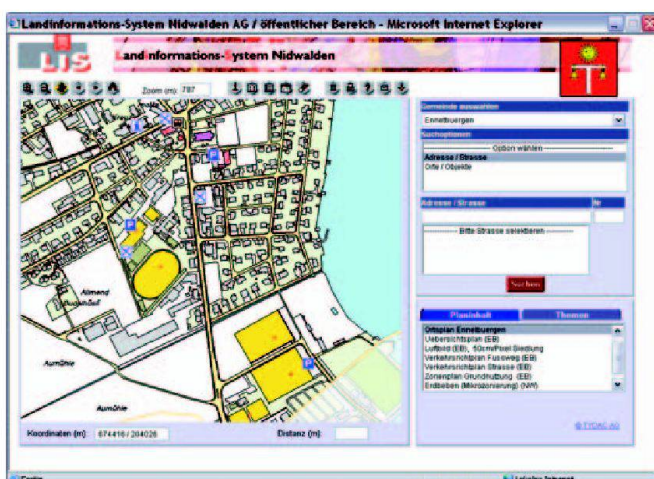 Landinformations-System Nidwalden AG / öffentlicher Bereich - Microsoft Internet Explorer
LIS
Land-Informations-System Nidwalden
Zoom (m): 787
Gemeinde auswählen
Ennetbuergen
Suchoptionen
Option wählen
Adresse / Strasse
Orte / Objekte
Adresse / Strasse
Nr
Bitte Strasse selektieren
Suchen
Allmend
Aumühle
Aumühle
Planinhalt
Themen
Ortsplan Ennetbuergen
Uebersichtsplan (EB)
Luftbild (EB), 50cm/Pixel Siedlung
Verkehrsrichtplan Fussweg (EB)
Verkehrsrichtplan Strasse (EB)
Zonenplan Grundnutzung (EB)
Erdbeben (Mikrozonierung) (NW)
© TYDAC AG
Koordinaten (m): 674416 / 204026
Distanz (m):
Fertig
Lokales Intranet